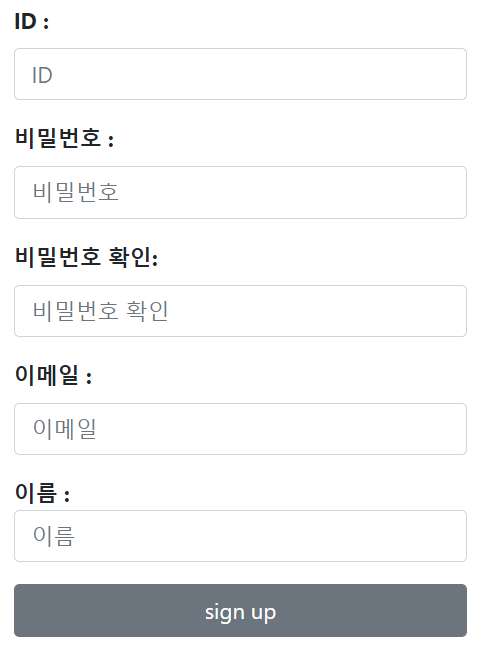 ID :
ID
비밀번호 :
비밀번호
비밀번호 확인:
비밀번호 확인
이메일 :
이메일
이름 :
이름
sign up